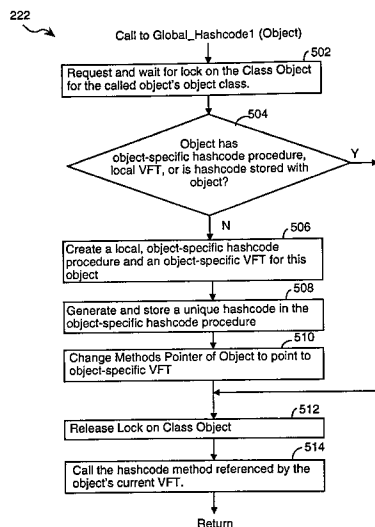 222
Call to Global_Hashcode1 (Object)
502
Request and wait for lock on the Class Object
for the called object's object class.
504
Object has
object-specific hashcode procedure,
local VFT, or is hashcode stored with
object?
Y
N
506
Create a local, object-specific hashcode
procedure and an object-specific VFT for this
object
508
Generate and store a unique hashcode in the
object-specific hashcode procedure
510
Change Methods Pointer of Object to point to
object-specific VFT
512
Release Lock on Class Object
514
Call the hashcode method referenced by the
object's current VFT.
Return